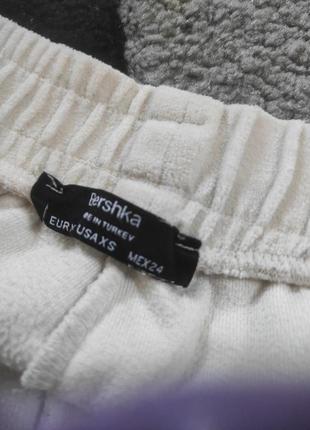 Bershka
E IN TURKEY
EUR USA XS MEX 24